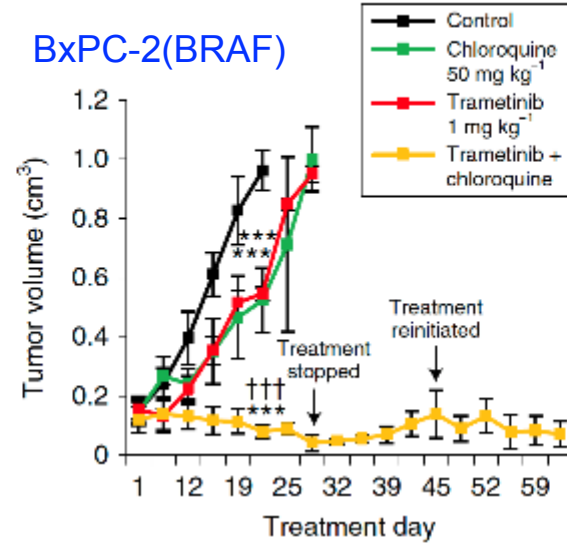 BxPC-2(BRAF)
Control
Chloroquine
50 mg kg⁻¹
Trametinib
1 mg kg⁻¹
Trametinib +
chloroquine
Tumor volume (cm³)
1.2
1.0
0.8
0.6
0.4
0.2
0
***
***
†††
***
Treatment
stopped
Treatment
reinitiated
1 12 19 25 32 39 45 52 59
Treatment day